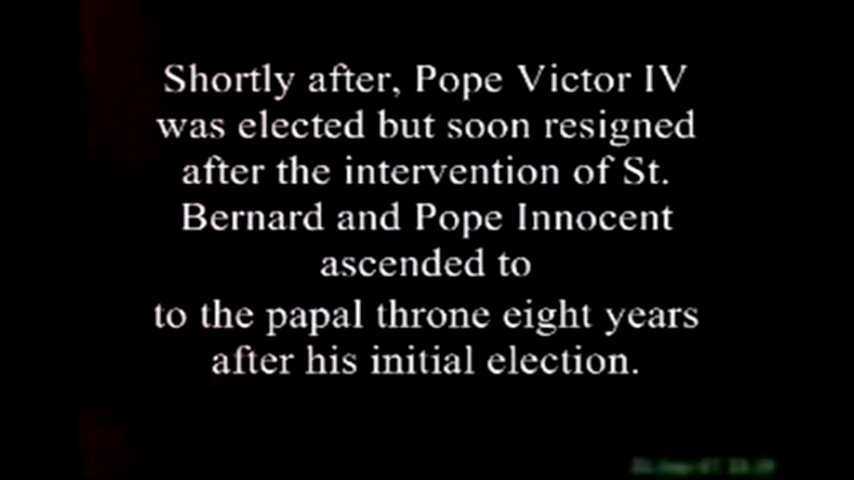 Shortly after, Pope Victor IV
was elected but soon resigned
after the intervention of St.
Bernard and Pope Innocent
ascended to
to the papal throne eight years
after his initial election.